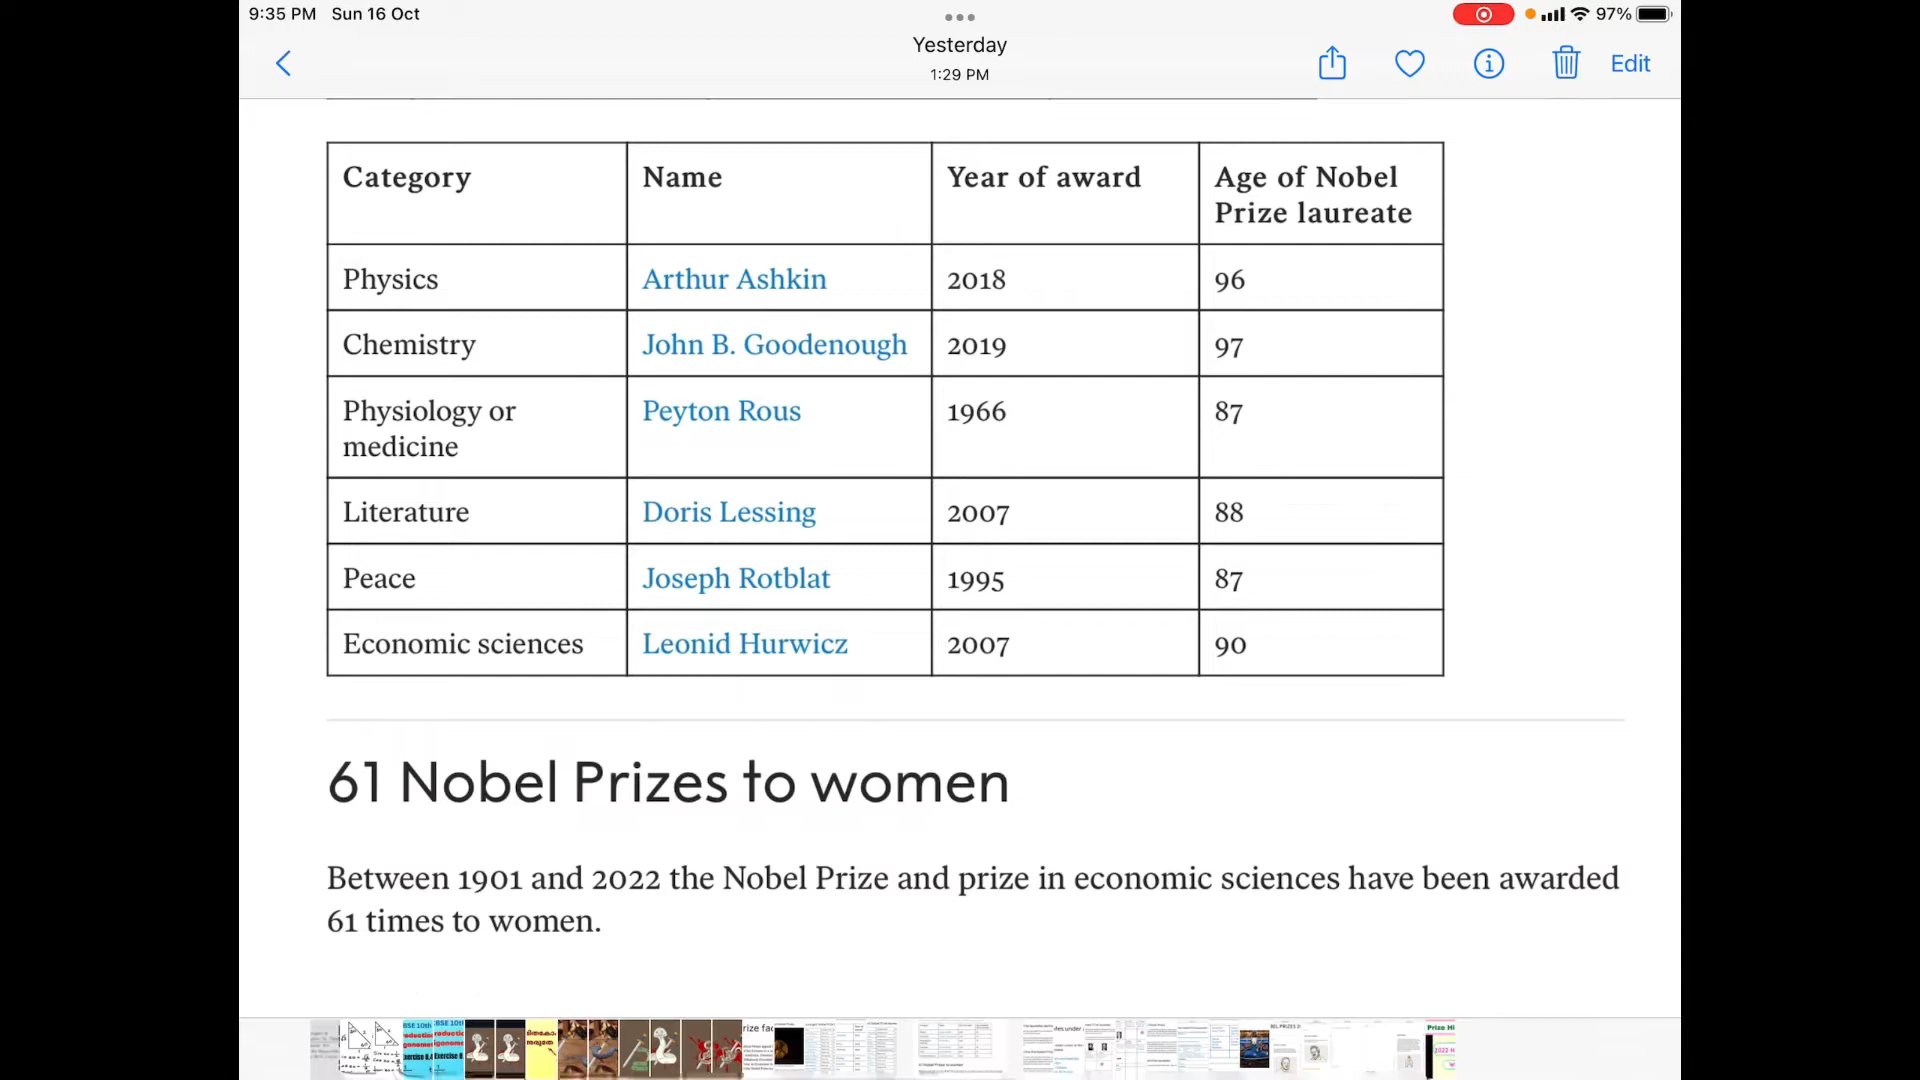 9:35 PM Sun 16 Oct
97%
Yesterday
1:29 PM
Edit
Category Name Year of award Age of Nobel
Prize laureate
Physics Arthur Ashkin 2018 96
Chemistry John B. Goodenough 2019 97
Physiology or Peyton Rous 1966 87
medicine
Literature Doris Lessing 2007 88
Peace Joseph Rotblat 1995 87
Economic sciences Leonid Hurwicz 2007 90
61 Nobel Prizes to women
Between 1901 and 2022 the Nobel Prize and prize in economic sciences have been awarded
61 times to women.